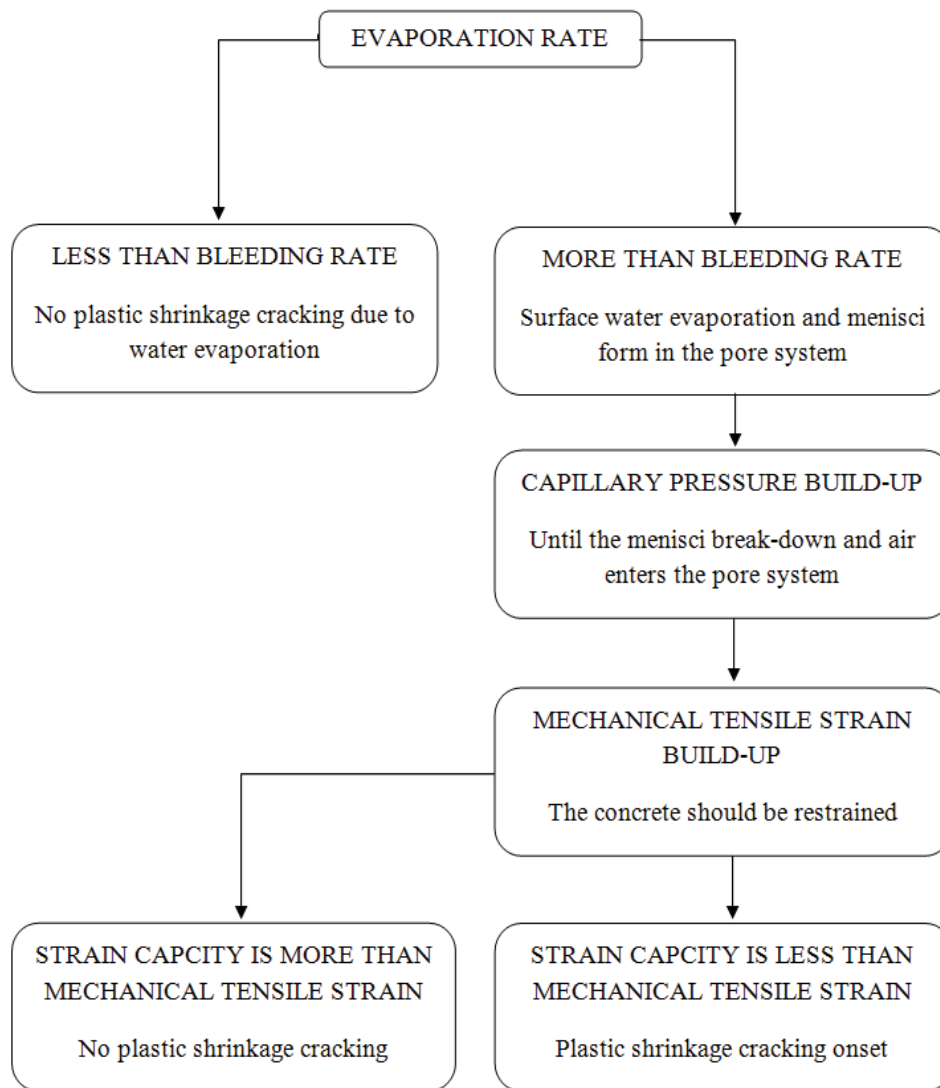 EVAPORATION RATE
LESS THAN BLEEDING RATE
No plastic shrinkage cracking due to
water evaporation
MORE THAN BLEEDING RATE
Surface water evaporation and menisci
form in the pore system
CAPILLARY PRESSURE BUILD-UP
Until the menisci break-down and air
enters the pore system
MECHANICAL TENSILE STRAIN
BUILD-UP
The concrete should be restrained
STRAIN CAPCITY IS MORE THAN
MECHANICAL TENSILE STRAIN
No plastic shrinkage cracking
STRAIN CAPCITY IS LESS THAN
MECHANICAL TENSILE STRAIN
Plastic shrinkage cracking onset